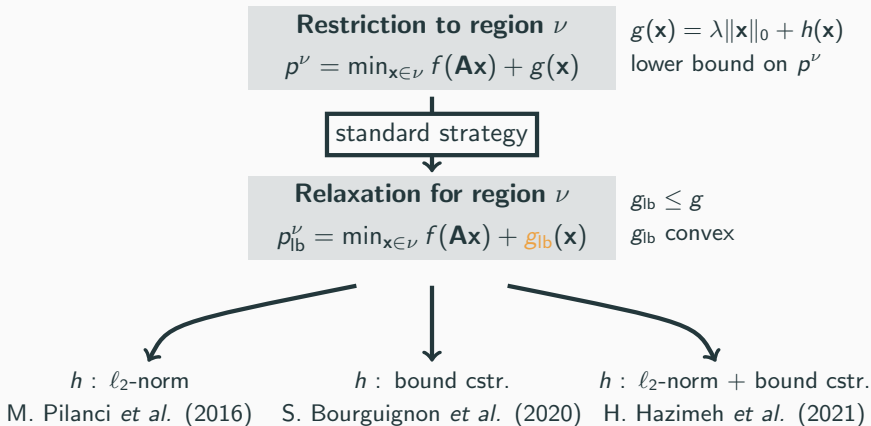 Restriction to region ν
p^ν = min_{x∈ν} f(Ax) + g(x)
g(x) = λ‖x‖₀ + h(x)
lower bound on p^ν
standard strategy
Relaxation for region ν
p^ν_lb = min_{x∈ν} f(Ax) + g_lb(x)
g_lb ≤ g
g_lb convex
h : ℓ₂-norm
M. Pilanci et al. (2016)
h : bound cstr.
S. Bourguignon et al. (2020)
h : ℓ₂-norm + bound cstr.
H. Hazimeh et al. (2021)